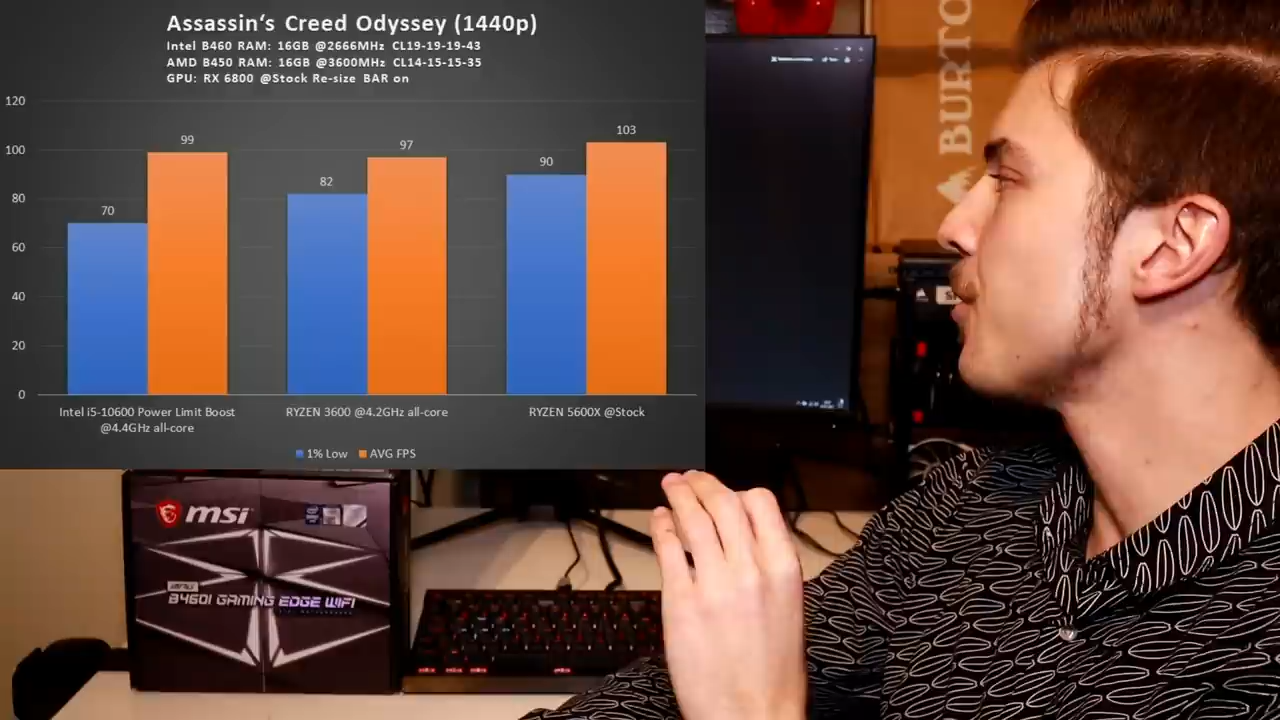 Assassin's Creed Odyssey (1440p)
Intel B460 RAM: 16GB @2666MHz CL19-19-19-43
AMD B450 RAM: 16GB @3600MHz CL14-15-15-35
GPU: RX 6800 @Stock Re-size BAR on
120
100
80
60
40
20
0
70
99
82
97
90
103
Intel i5-10600 Power Limit Boost
@4.4GHz all-core
RYZEN 3600 @4.2GHz all-core
RYZEN 5600X @Stock
1% Low
AVG FPS
BURTO
msi
B460I GAMING EDGE WIFI